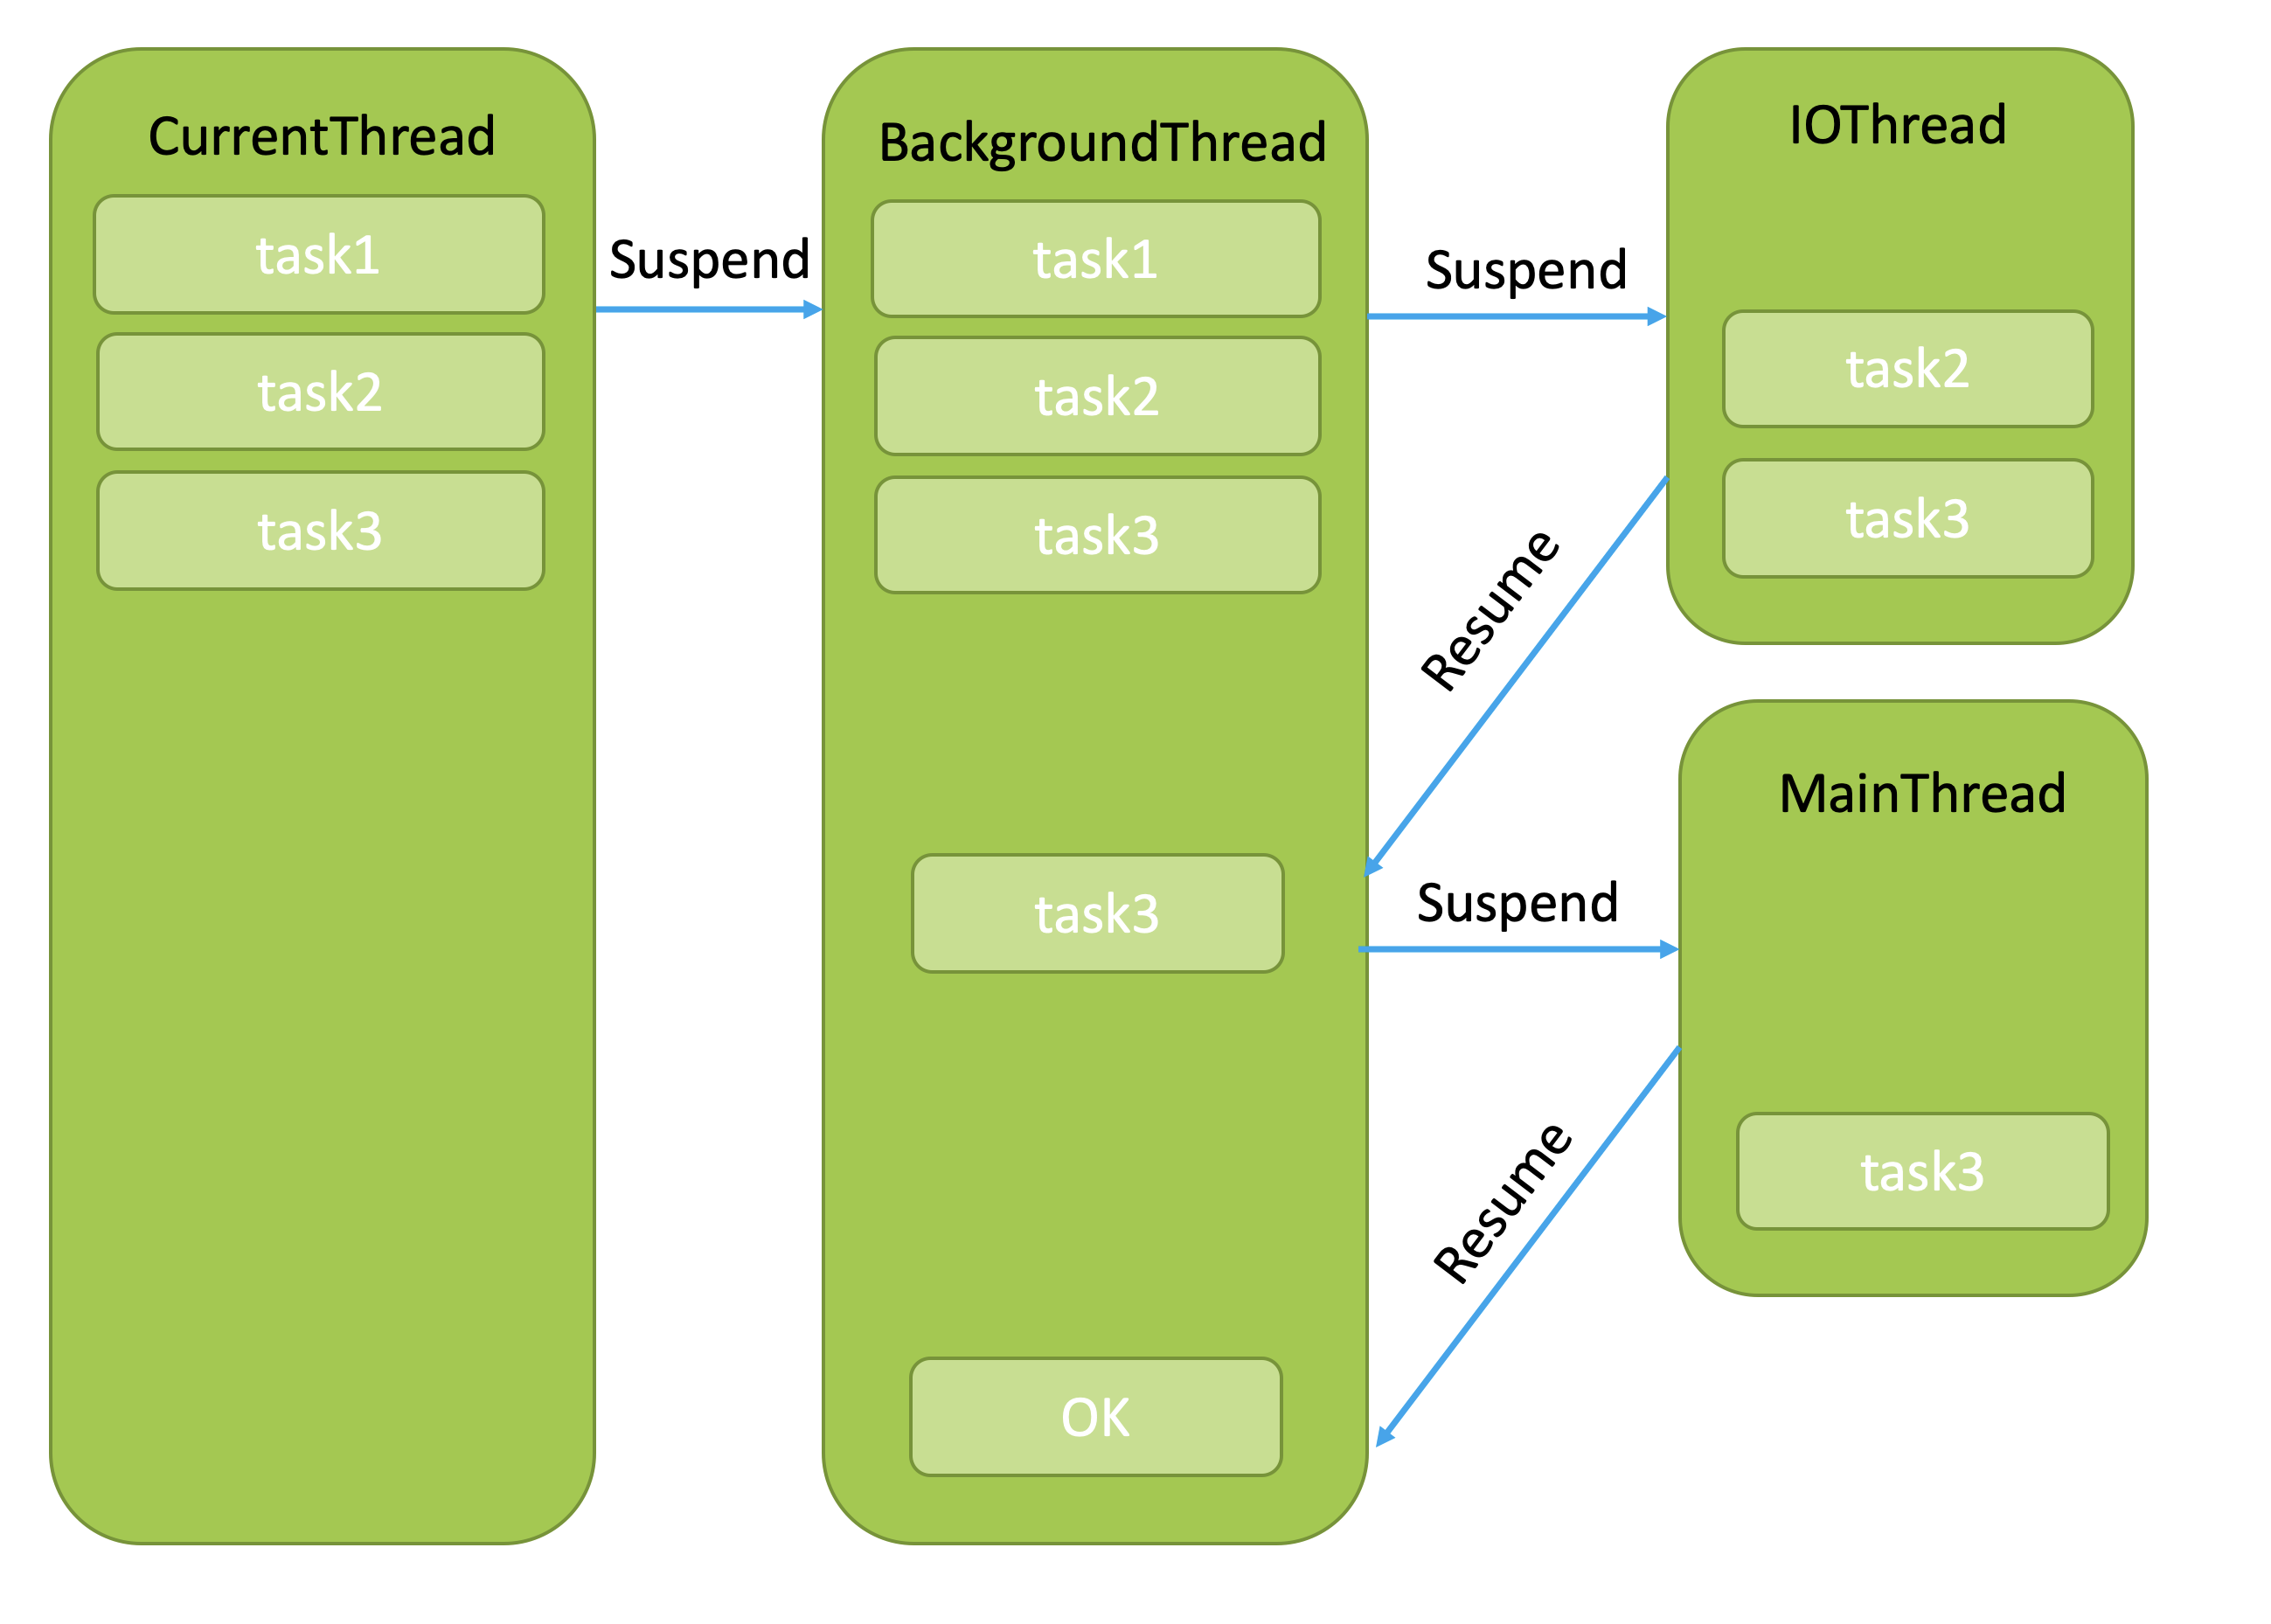 CurrentThread
task1
task2
task3
Suspend
BackgroundThread
task1
task2
task3
task3
OK
Suspend
Resume
Suspend
Resume
IOThread
task2
task3
MainThread
task3